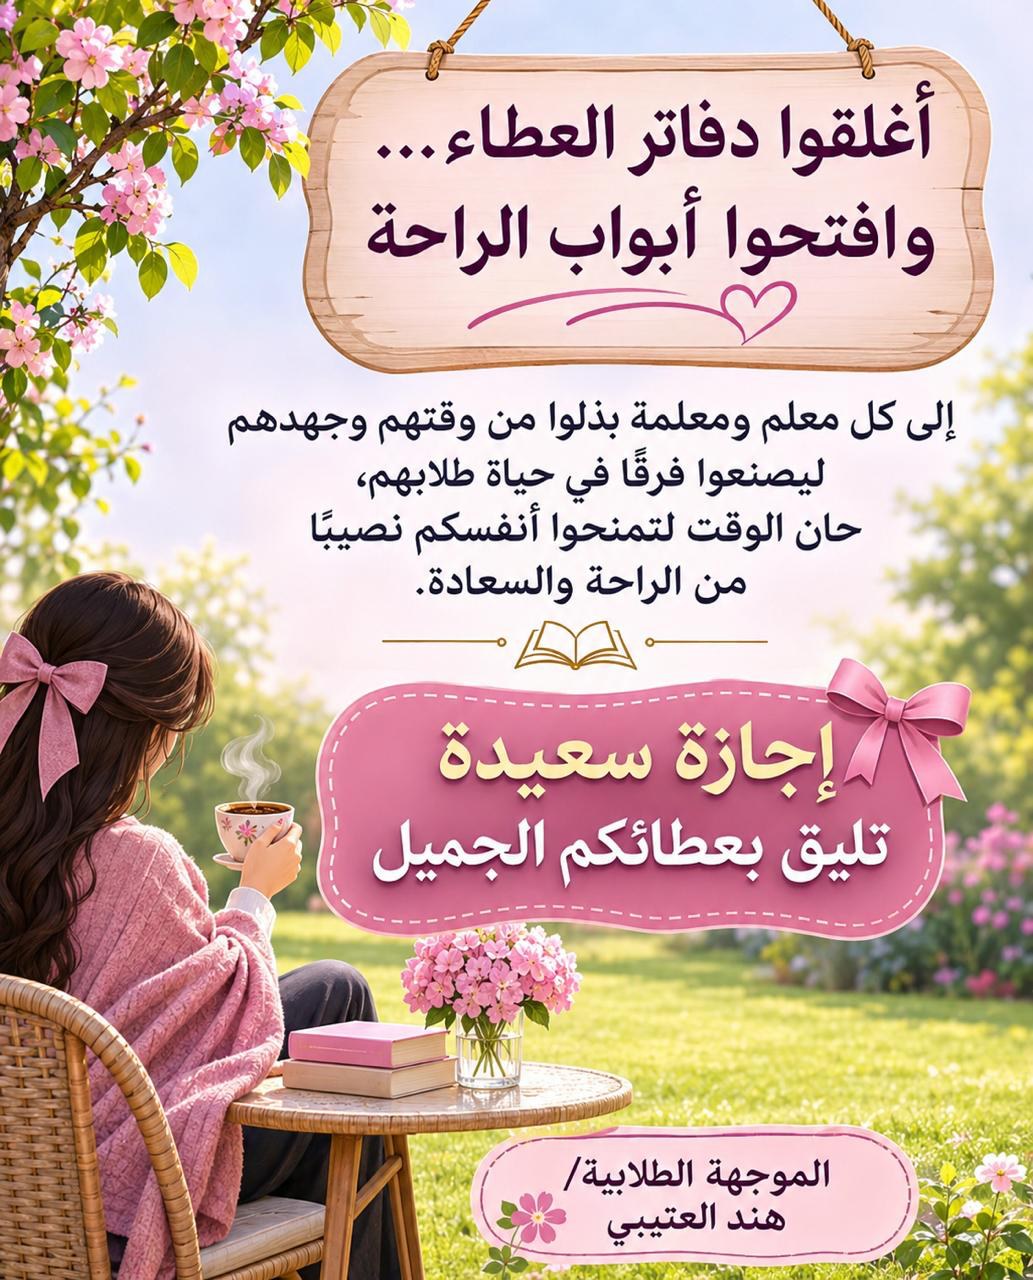 أغلقوا دفاتر العطاء...
وافتحوا أبواب الراحة
إلى كل معلم ومعلمة بذلوا من وقتهم وجهدهم
ليصنعوا فرقًا في حياة طلابهم،
حان الوقت لتمنحوا أنفسكم نصيبًا
من الراحة والسعادة.
إجازة سعيدة
تليق بعطائكم الجميل
الموجهة الطلابية/
هند العتيبي